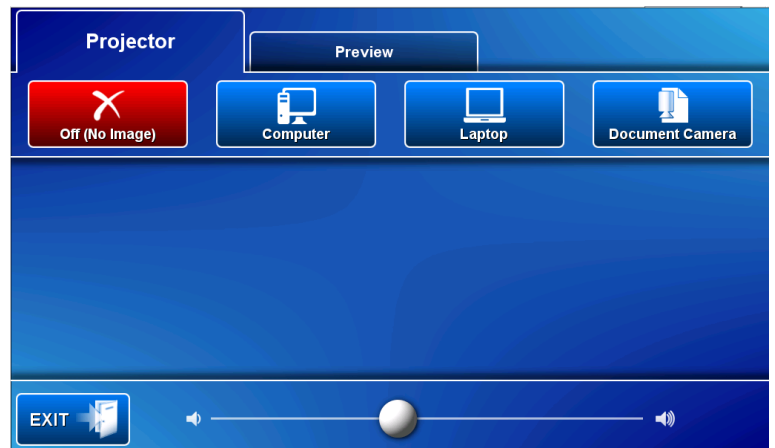 Projector
Preview
Off (No Image)
Computer
Laptop
Document Camera
EXIT